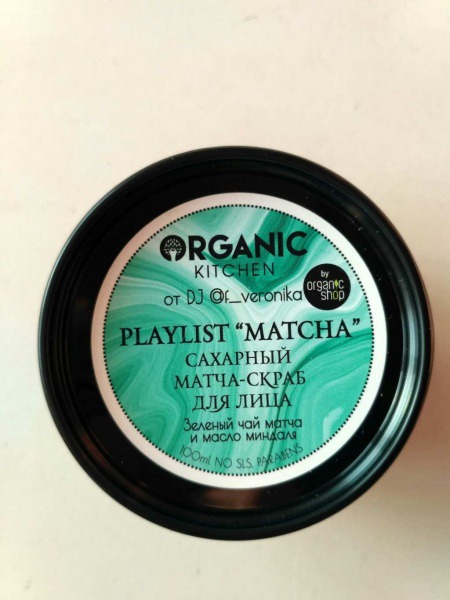 ORGANIC
KITCHEN
by
organic
shop
от DJ @f_veronika
PLAYLIST “MATCHA”
САХАРНЫЙ
МАТЧА-СКРАБ
ДЛЯ ЛИЦА
Зеленый чай матча
и масло миндаля
100ml NO SLS, PARABENS